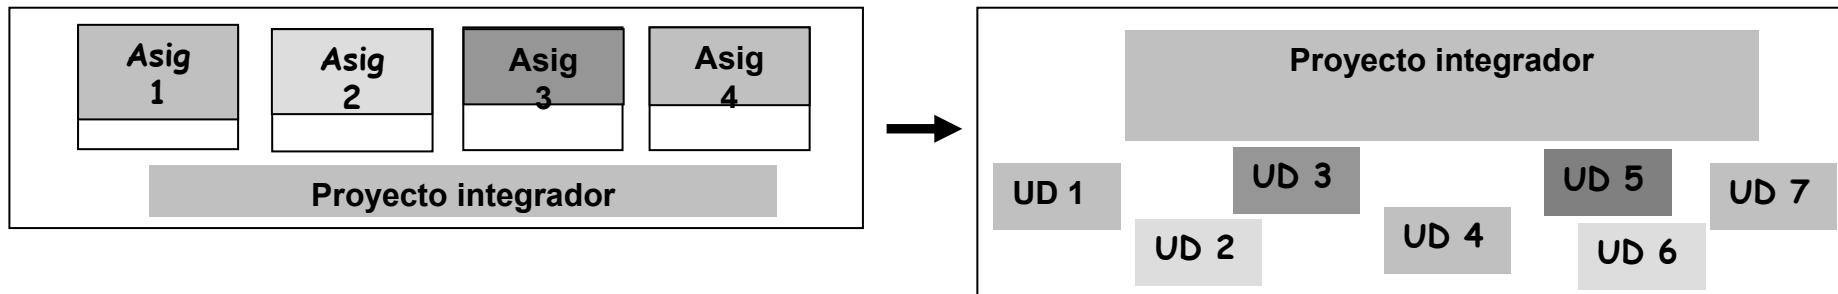 Asig
1
Asig
2
Asig
3
Asig
4
Proyecto integrador
Proyecto integrador
UD 1
UD 2
UD 3
UD 4
UD 5
UD 6
UD 7